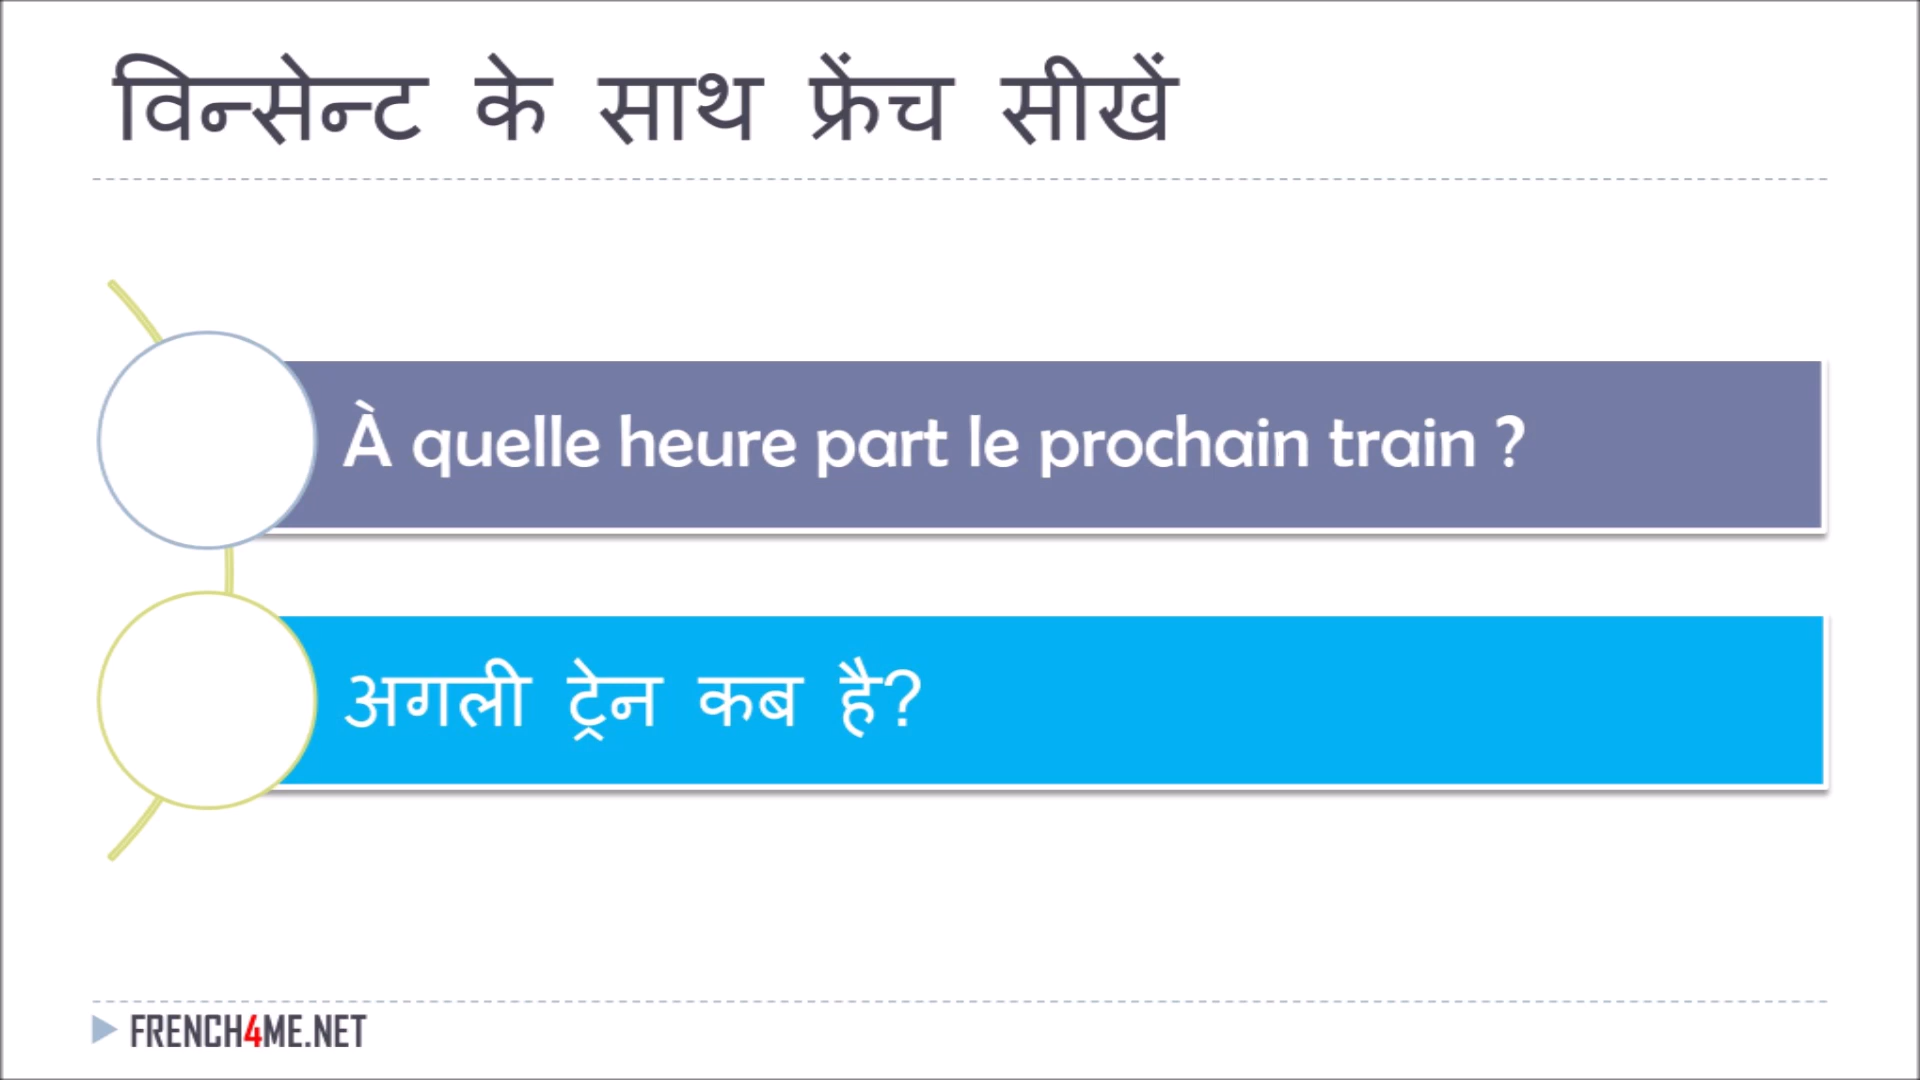 विन्सेन्ट के साथ फ्रेंच सीखें
À quelle heure part le prochain train ?
अगली ट्रेन कब है?
FRENCH4ME.NET